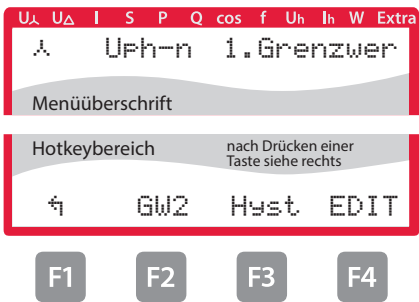 U⅄ U△ I S P Q cos f Uh Ih W Extra
⅄ Uph-n 1.Grenzwer
Menüüberschrift
Hotkeybereich
nach Drücken einer
Taste siehe rechts
↰ GW2 Hyst. EDIT
F1 F2 F3 F4